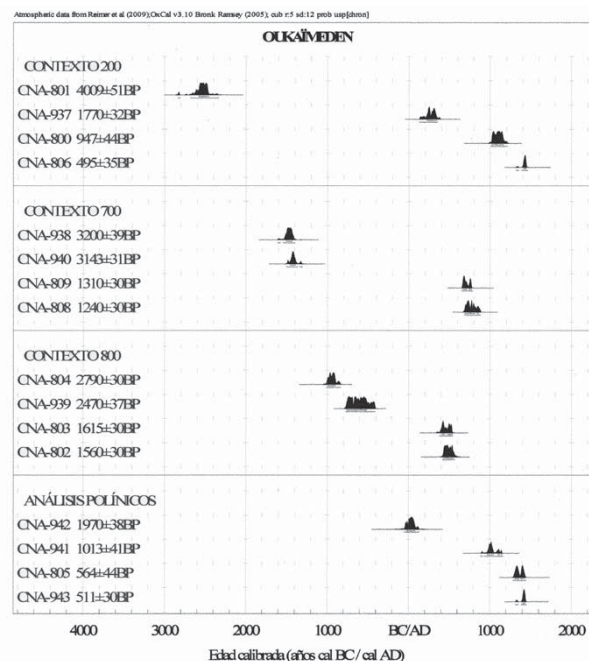 Atmospheric data from Reimer et al (2009);OxCal v3.10 Bronk Ramsey (2005); cub r:5 sd:12 prob usp[chron]
OUKAÏMEDEN
CONTEXTO 200
CNA-801 4009±51BP
CNA-937 1770±32BP
CNA-800 947±44BP
CNA-806 495±35BP
CONTEXTO 700
CNA-938 3200±39BP
CNA-940 3143±31BP
CNA-809 1310±30BP
CNA-808 1240±30BP
CONTEXTO 800
CNA-804 2790±30BP
CNA-939 2470±37BP
CNA-803 1615±30BP
CNA-802 1560±30BP
ANÁLISIS POLÍNICOS
CNA-942 1970±38BP
CNA-941 1013±41BP
CNA-805 564±44BP
CNA-943 511±30BP
4000 3000 2000 1000 BC/AD 1000 2000
Edad calibrada (años cal BC / cal AD)